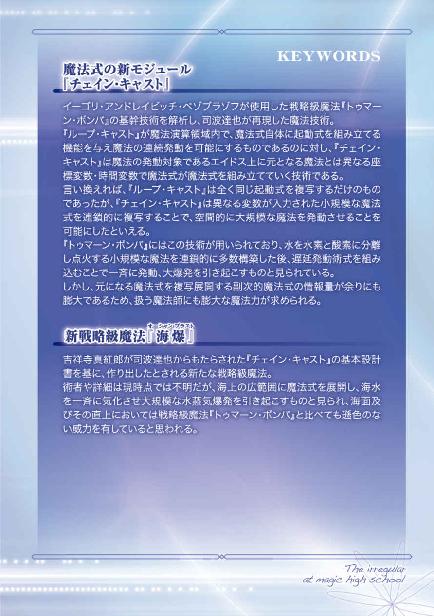 KEYWORDS
魔法式の新モジュール
『チェイン・キャスト』
イーゴリ・アンドレイビッチ・ベゾブラゾフが使用した戦略級魔法『トゥマー
ン・ボンバ』の基幹技術を解析し、司波達也が再現した魔法技術。
『ループ・キャスト』が魔法演算領域内で、魔法式自体に起動式を組み立てる
機能を与え魔法の連続発動を可能にするものであるのに対し、『チェイン・
キャスト』は魔法の発動対象であるエイドス上に元となる魔法とは異なる座
標変数・時間変数で魔法式が魔法式を組み立てていく技術である。
言い換えれば、『ループ・キャスト』は全く同じ起動式を複写するだけのもの
であったが、『チェイン・キャスト』は異なる変数が入力された小規模な魔法
式を連鎖的に複写することで、空間的に大規模な魔法を発動させることを
可能にしたといえる。
『トゥマーン・ボンバ』にはこの技術が用いられており、水を水素と酸素に分離
し点火する小規模な魔法を連鎖的に多数構築した後、遅延発動術式を組み
込むことで一斉に発動、大爆発を引き起こすものと見られている。
しかし、元になる魔法式を複写展開する副次的魔法式の情報量が余りにも
膨大であるため、扱う魔法師にも膨大な魔法力が求められる。
オーシャン・ブラスト
新戦略級魔法『海爆』
吉祥寺真紅郎が司波達也からもたらされた『チェイン・キャスト』の基本設計
書を基に、作り出したとされる新たな戦略級魔法。
術者や詳細は現時点では不明だが、海上の広範囲に魔法式を展開し、海水
を一斉に気化させ大規模な水蒸気爆発を引き起こすものと見られ、海面及
びその直上においては戦略級魔法『トゥマーン・ボンバ』と比べても遜色のな
い威力を有していると思われる。
The irregular
at magic high school